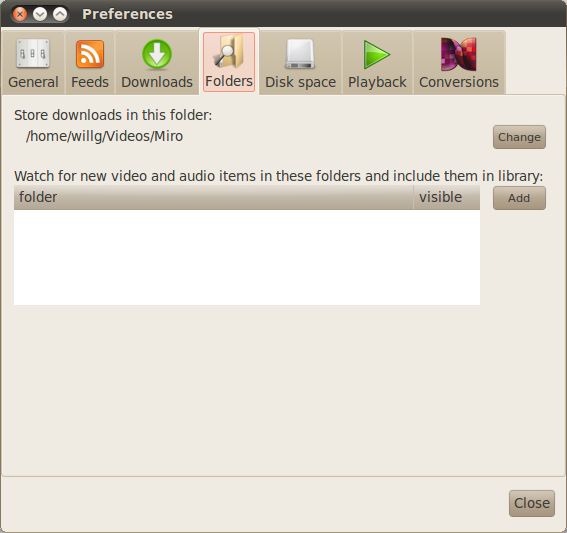 Preferences
General Feeds Downloads Folders Disk space Playback Conversions
Store downloads in this folder:
/home/willg/Videos/Miro
Change
Watch for new video and audio items in these folders and include them in library:
folder visible
Add
Close